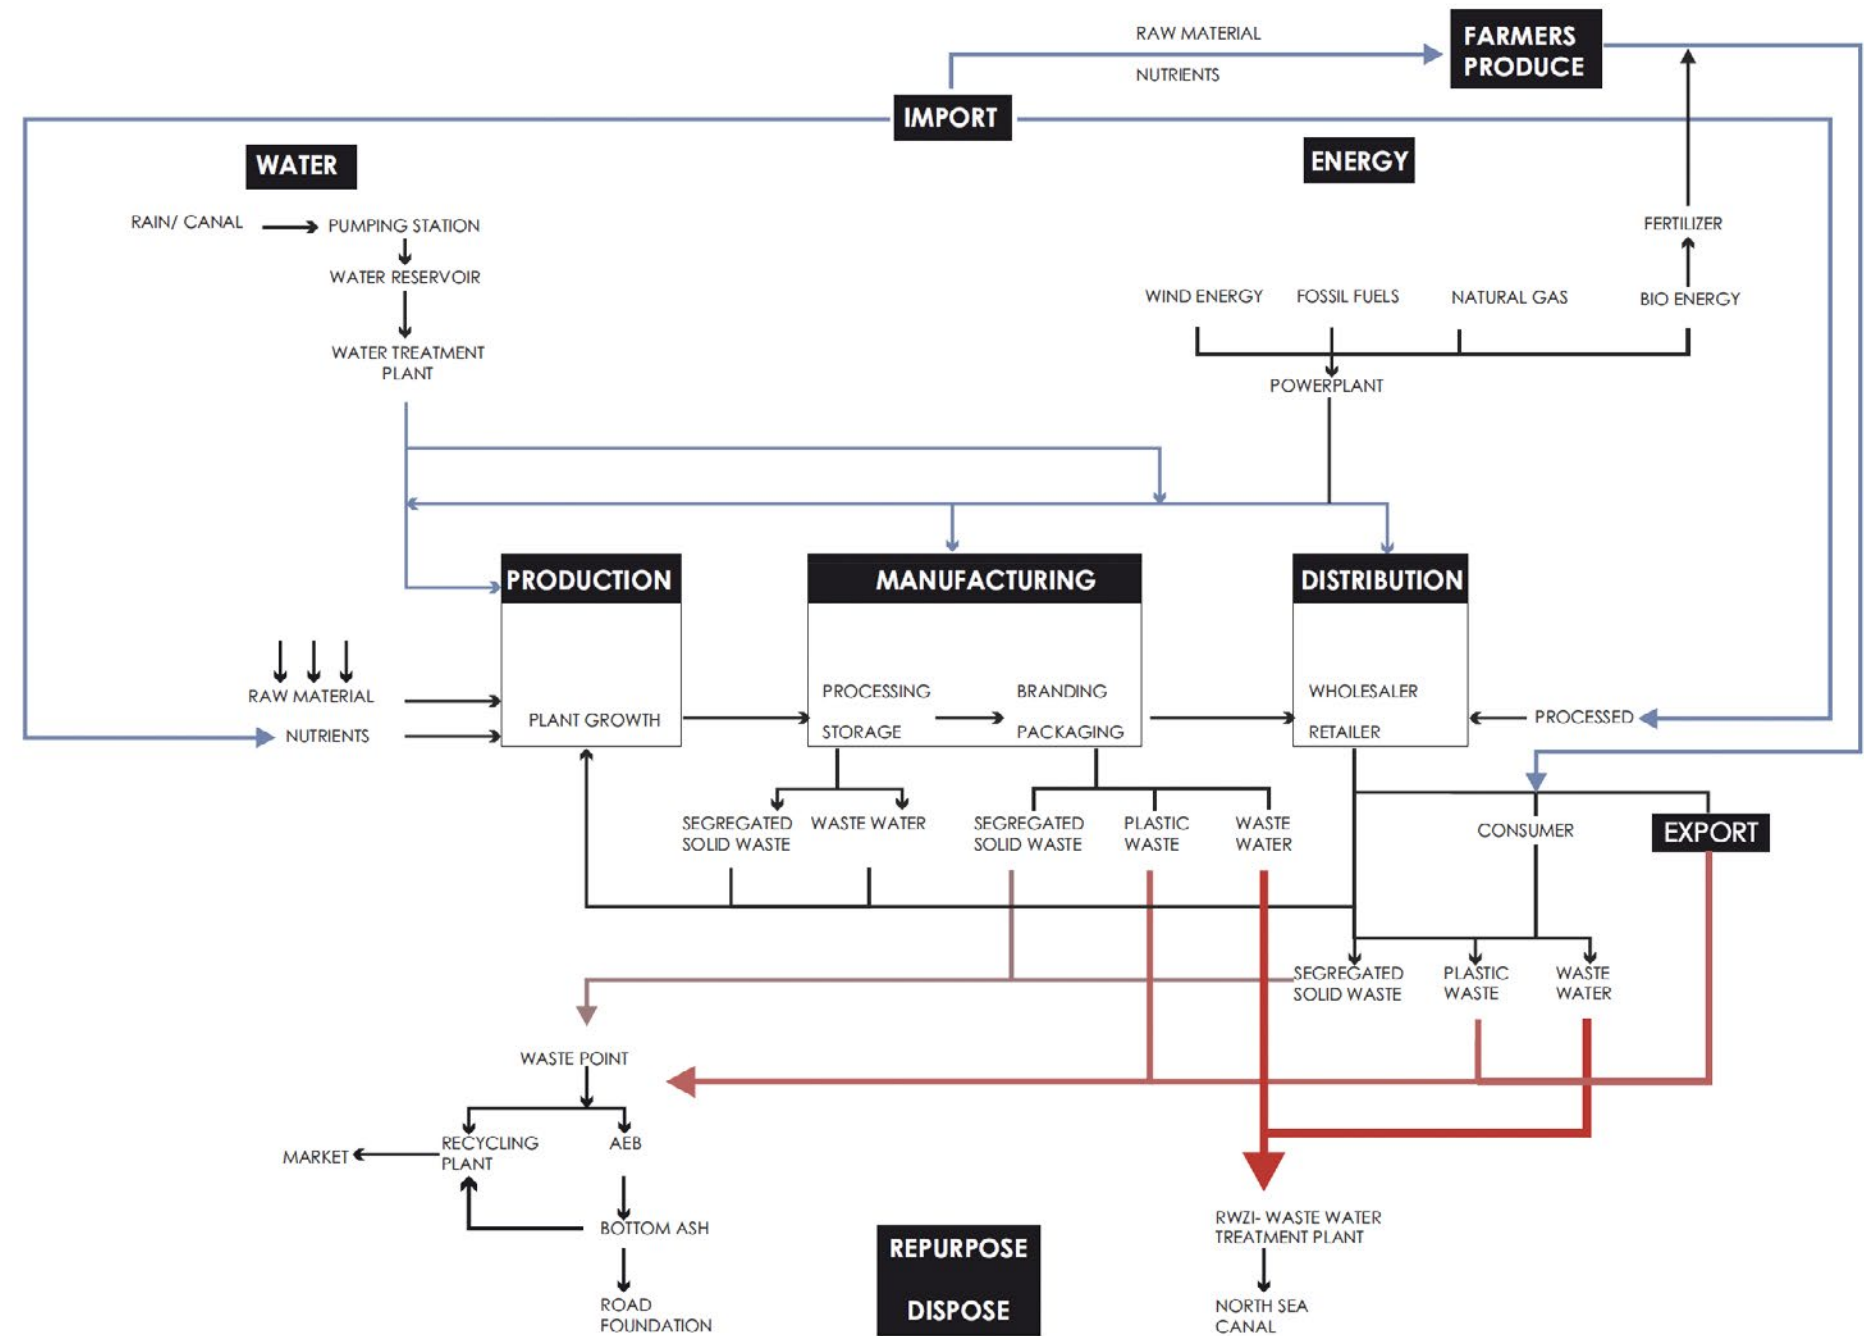 RAW MATERIAL
NUTRIENTS
FARMERS
PRODUCE
IMPORT
WATER
ENERGY
RAIN/ CANAL
PUMPING STATION
WATER RESERVOIR
WATER TREATMENT
PLANT
FERTILIZER
WIND ENERGY
FOSSIL FUELS
NATURAL GAS
BIO ENERGY
POWERPLANT
PRODUCTION
MANUFACTURING
DISTRIBUTION
RAW MATERIAL
NUTRIENTS
PLANT GROWTH
PROCESSING
STORAGE
BRANDING
PACKAGING
WHOLESALER
RETAILER
PROCESSED
SEGREGATED
SOLID WASTE
WASTE WATER
SEGREGATED
SOLID WASTE
PLASTIC
WASTE
WASTE
WATER
CONSUMER
EXPORT
SEGREGATED
SOLID WASTE
PLASTIC
WASTE
WASTE
WATER
WASTE POINT
MARKET
RECYCLING
PLANT
AEB
BOTTOM ASH
ROAD
FOUNDATION
REPURPOSE
DISPOSE
RWZI- WASTE WATER
TREATMENT PLANT
NORTH SEA
CANAL